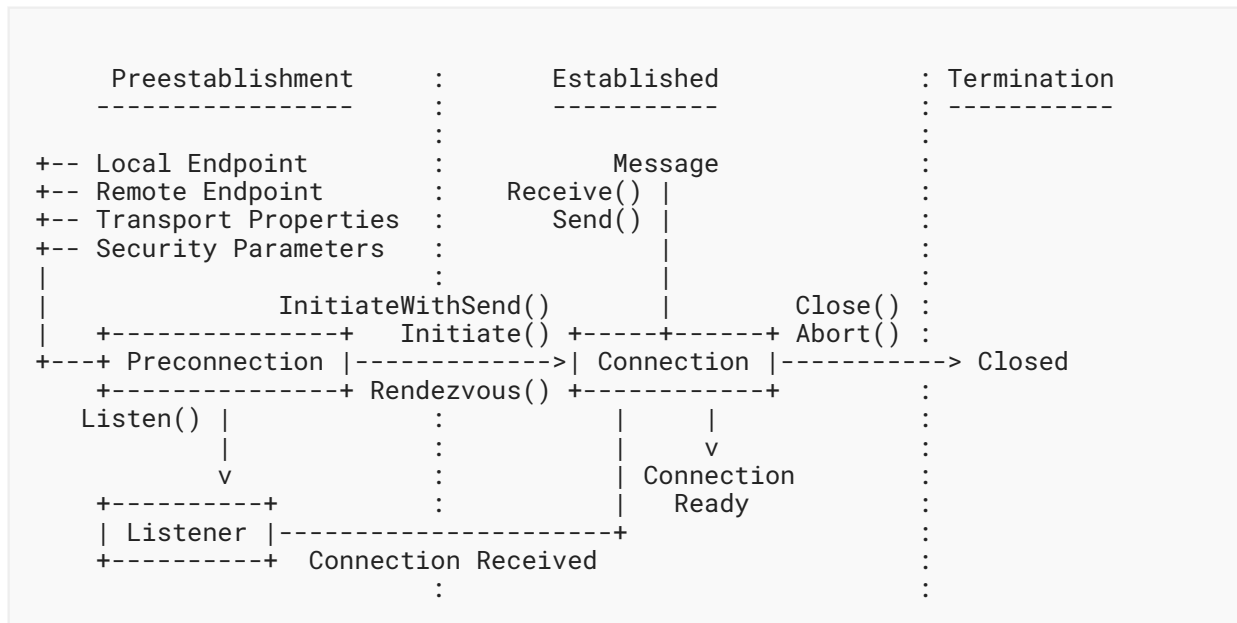 Preestablishment : Established : Termination
----------------- : ----------- : -----------
: :
+-- Local Endpoint : Message :
+-- Remote Endpoint : Receive() | :
+-- Transport Properties : Send() | :
+-- Security Parameters : | :
| : | :
| InitiateWithSend() | Close() :
| +---------------+ Initiate() +-----+------+ Abort() :
+---+ Preconnection |------------->| Connection |-----------> Closed
+---------------+ Rendezvous() +------------+ :
Listen() | : | | :
| : | v :
v : | Connection :
+----------+ : | Ready :
| Listener |----------------------+ :
+----------+ Connection Received :
: :